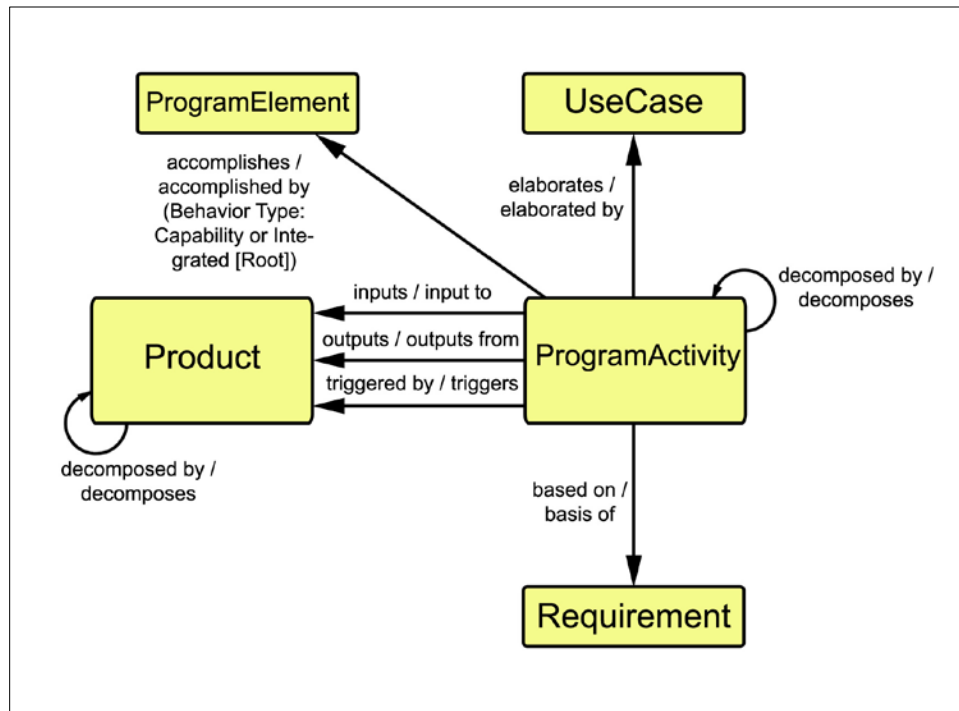 ProgramElement
UseCase
accomplishes /
accomplished by
(Behavior Type:
Capability or Inte-
grated [Root])
elaborates /
elaborated by
decomposed by /
decomposes
inputs / input to
outputs / outputs from
triggered by / triggers
Product
ProgramActivity
decomposed by /
decomposes
based on /
basis of
Requirement